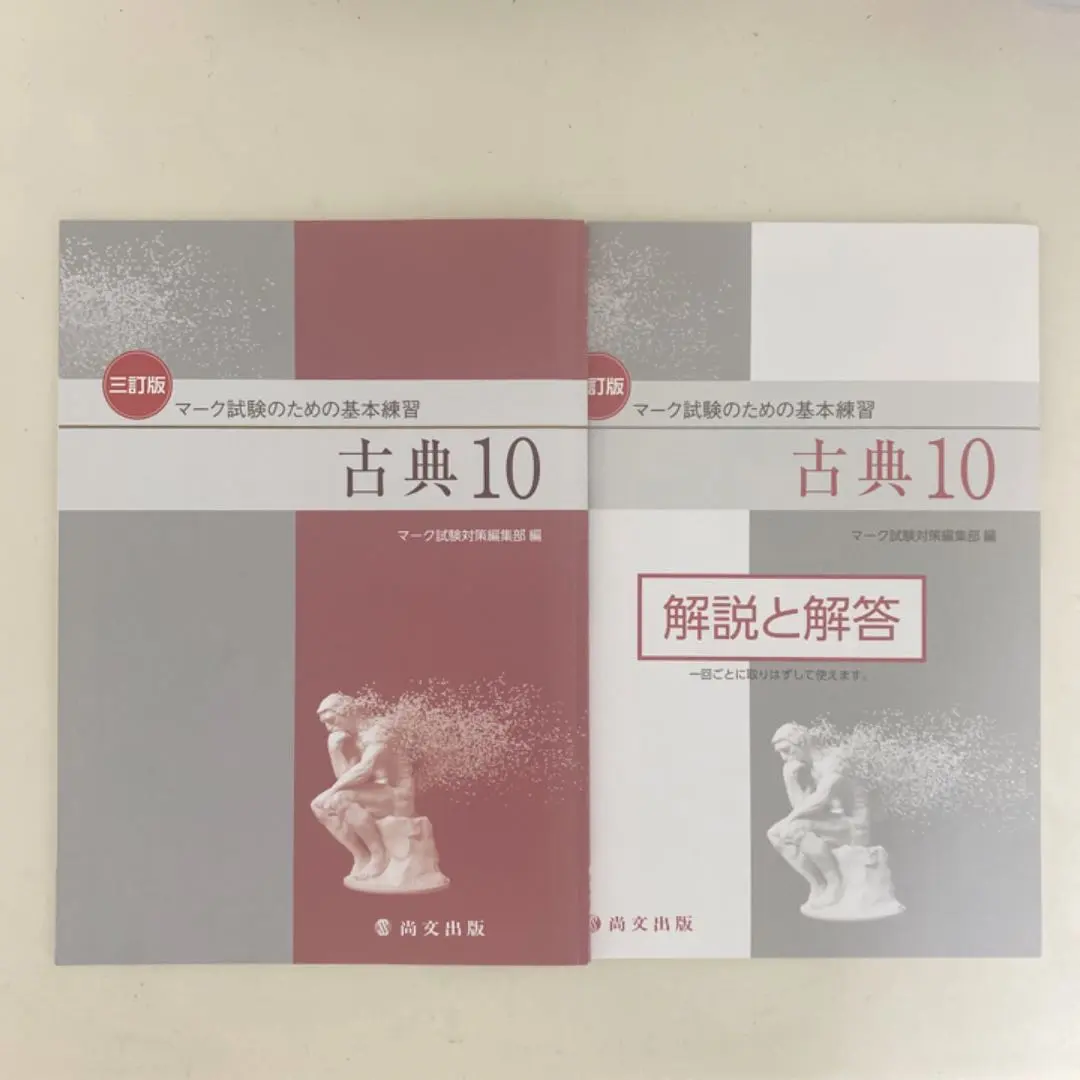 三訂版
マーク試験のための基本練習
古典10
マーク試験対策編集部 編
尚文出版
訂版
マーク試験のための基本練習
古典10
マーク試験対策編集部 編
解説と解答
一回ごとに取りはずして使えます。
尚文出版